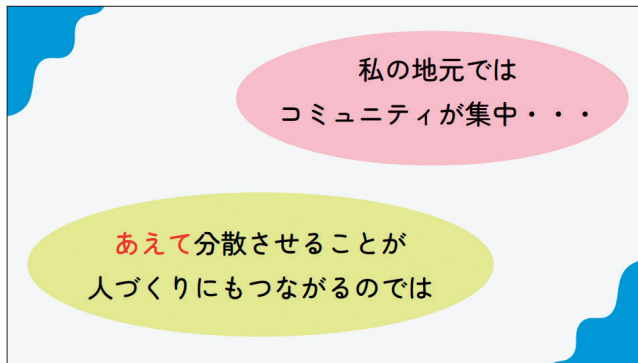 私の地元では
コミュニティが集中・・・
あえて分散させることが
人づくりにもつながるのでは